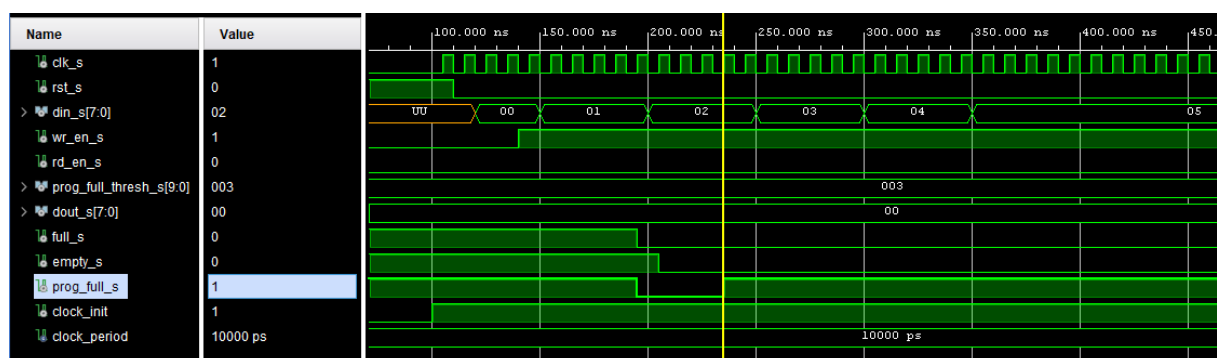 Name Value 100.000 ns 150.000 ns 200.000 ns 250.000 ns 300.000 ns 350.000 ns 400.000 ns 450.
clk_s 1
rst_s 0
din_s[7:0] 02 UU 00 01 02 03 04 05
wr_en_s 1
rd_en_s 0
prog_full_thresh_s[9:0] 003 003
dout_s[7:0] 00 00
full_s 0
empty_s 0
prog_full_s 1
clock_init 1
clock_period 10000 ps 10000 ps